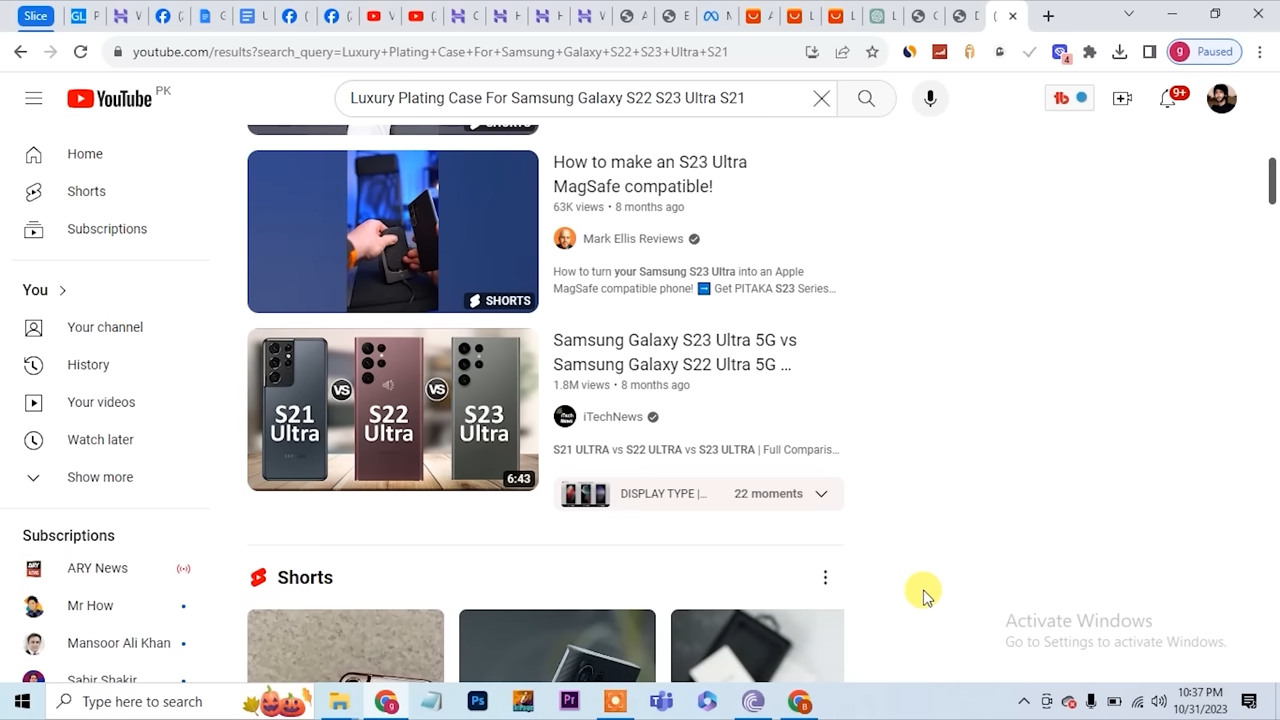 Slice
youtube.com/results?search_query=Luxury+Plating+Case+For+Samsung+Galaxy+S22+S23+Ultra+S21
4
g Paused
YouTube PK
Luxury Plating Case For Samsung Galaxy S22 S23 Ultra S21
9+
Home
Shorts
Subscriptions
You
Your channel
History
Your videos
Watch later
Show more
Subscriptions
ARY News
Mr How
Mansoor Ali Khan
Sabir Shakir
SHORTS
How to make an S23 Ultra
MagSafe compatible!
63K views • 8 months ago
Mark Ellis Reviews
How to turn your Samsung S23 Ultra into an Apple
MagSafe compatible phone! Get PITAKA S23 Series...
SHORTS
S21
Ultra
VS
S22
Ultra
VS
S23
Ultra
6:43
Samsung Galaxy S23 Ultra 5G vs
Samsung Galaxy S22 Ultra 5G ...
1.8M views • 8 months ago
iTechNews
S21 ULTRA vs S22 ULTRA vs S23 ULTRA | Full Comparis...
DISPLAY TYPE |... 22 moments
Shorts
Activate Windows
Go to Settings to activate Windows.
Type here to search
Ps
Pr
10:37 PM
10/31/2023